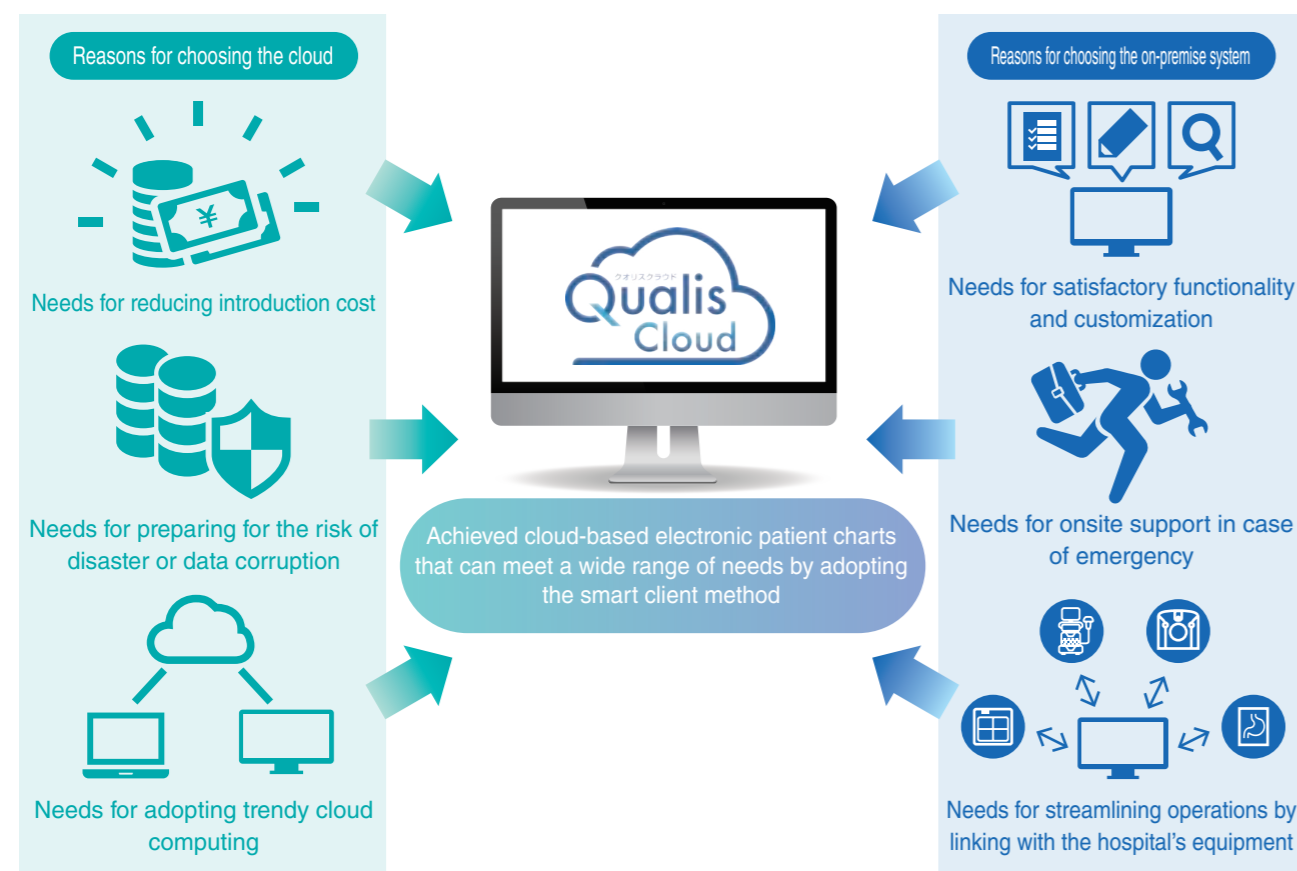 Reasons for choosing the cloud
¥
Needs for reducing introduction cost
Needs for preparing for the risk of
disaster or data corruption
Needs for adopting trendy cloud
computing
クオリスクラウド
Qualis
Cloud
Achieved cloud-based electronic patient charts
that can meet a wide range of needs by adopting
the smart client method
Reasons for choosing the on-premise system
Needs for satisfactory functionality
and customization
Needs for onsite support in case
of emergency
Needs for streamlining operations by
linking with the hospital's equipment